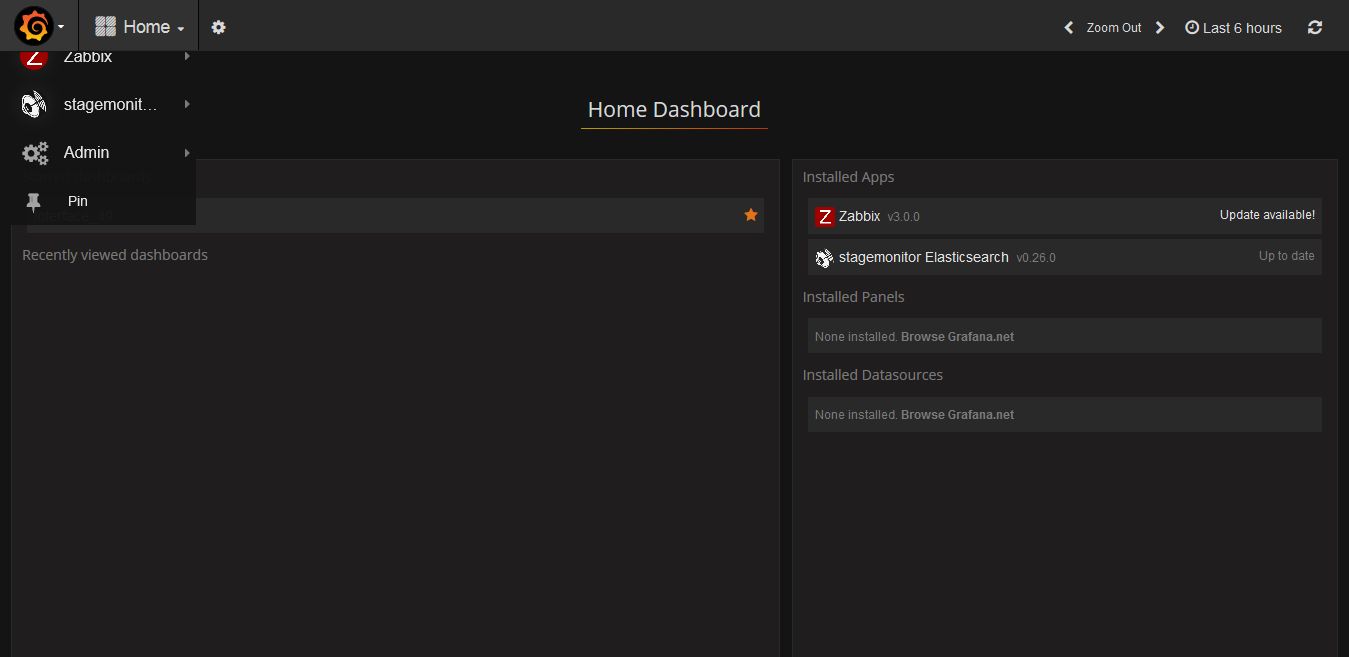 Home
Zoom Out
Last 6 hours
Z Zabbix
stagemonit...
Admin
Pin
Home Dashboard
Recently viewed dashboards
Installed Apps
Z Zabbix v3.0.0 Update available!
stagemonitor Elasticsearch v0.26.0 Up to date
Installed Panels
None installed. Browse Grafana.net
Installed Datasources
None installed. Browse Grafana.net